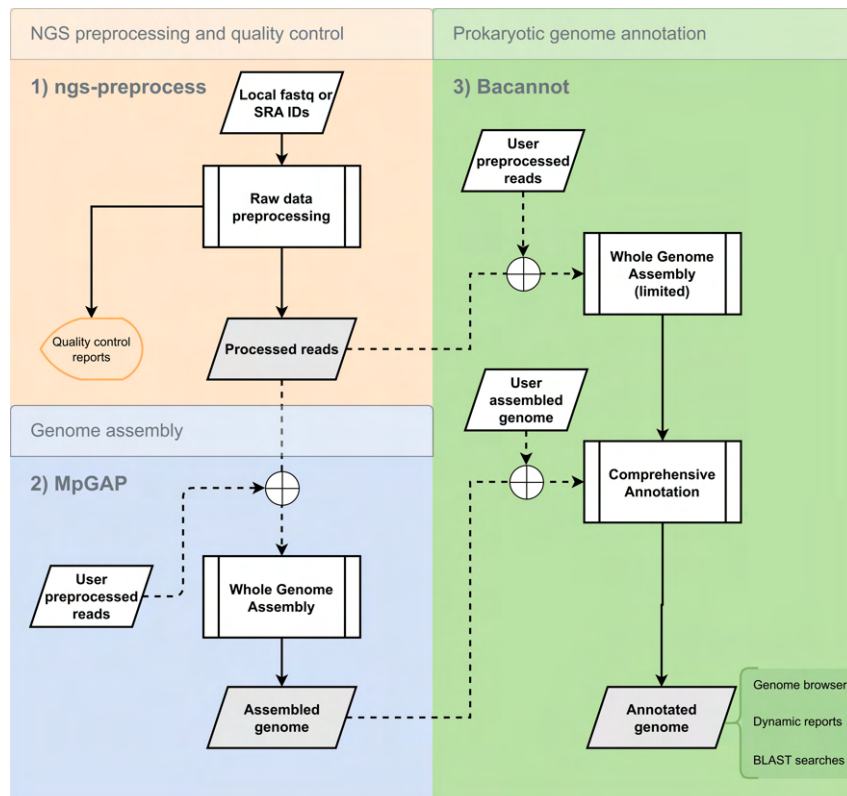 NGS preprocessing and quality control
1) ngs-preprocess
Local fastq or
SRA IDs
Raw data
preprocessing
Quality control
reports
Processed reads
Genome assembly
2) MpGAP
User
preprocessed
reads
Whole Genome
Assembly
Assembled
genome
Prokaryotic genome annotation
3) Bacannot
User
preprocessed
reads
Whole Genome
Assembly
(limited)
User
assembled
genome
Comprehensive
Annotation
Annotated
genome
Genome browser
Dynamic reports
BLAST searches